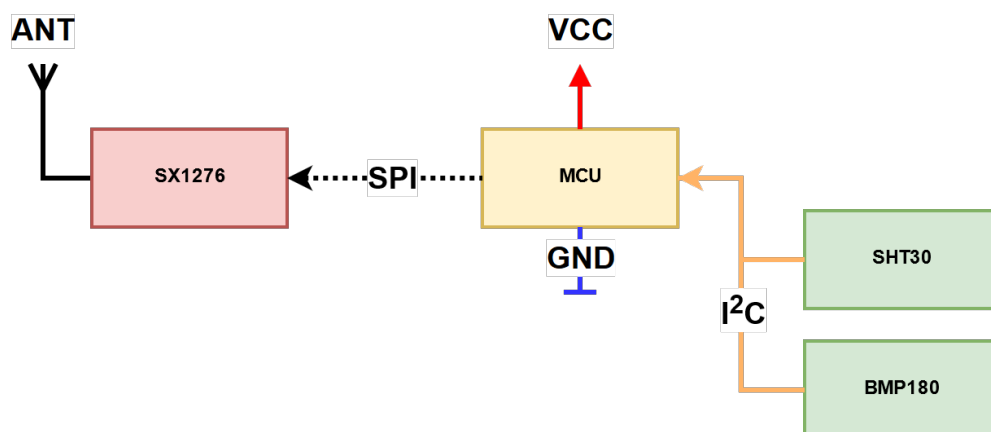 ANT
VCC
SX1276
SPI
MCU
GND
SHT30
I²C
BMP180